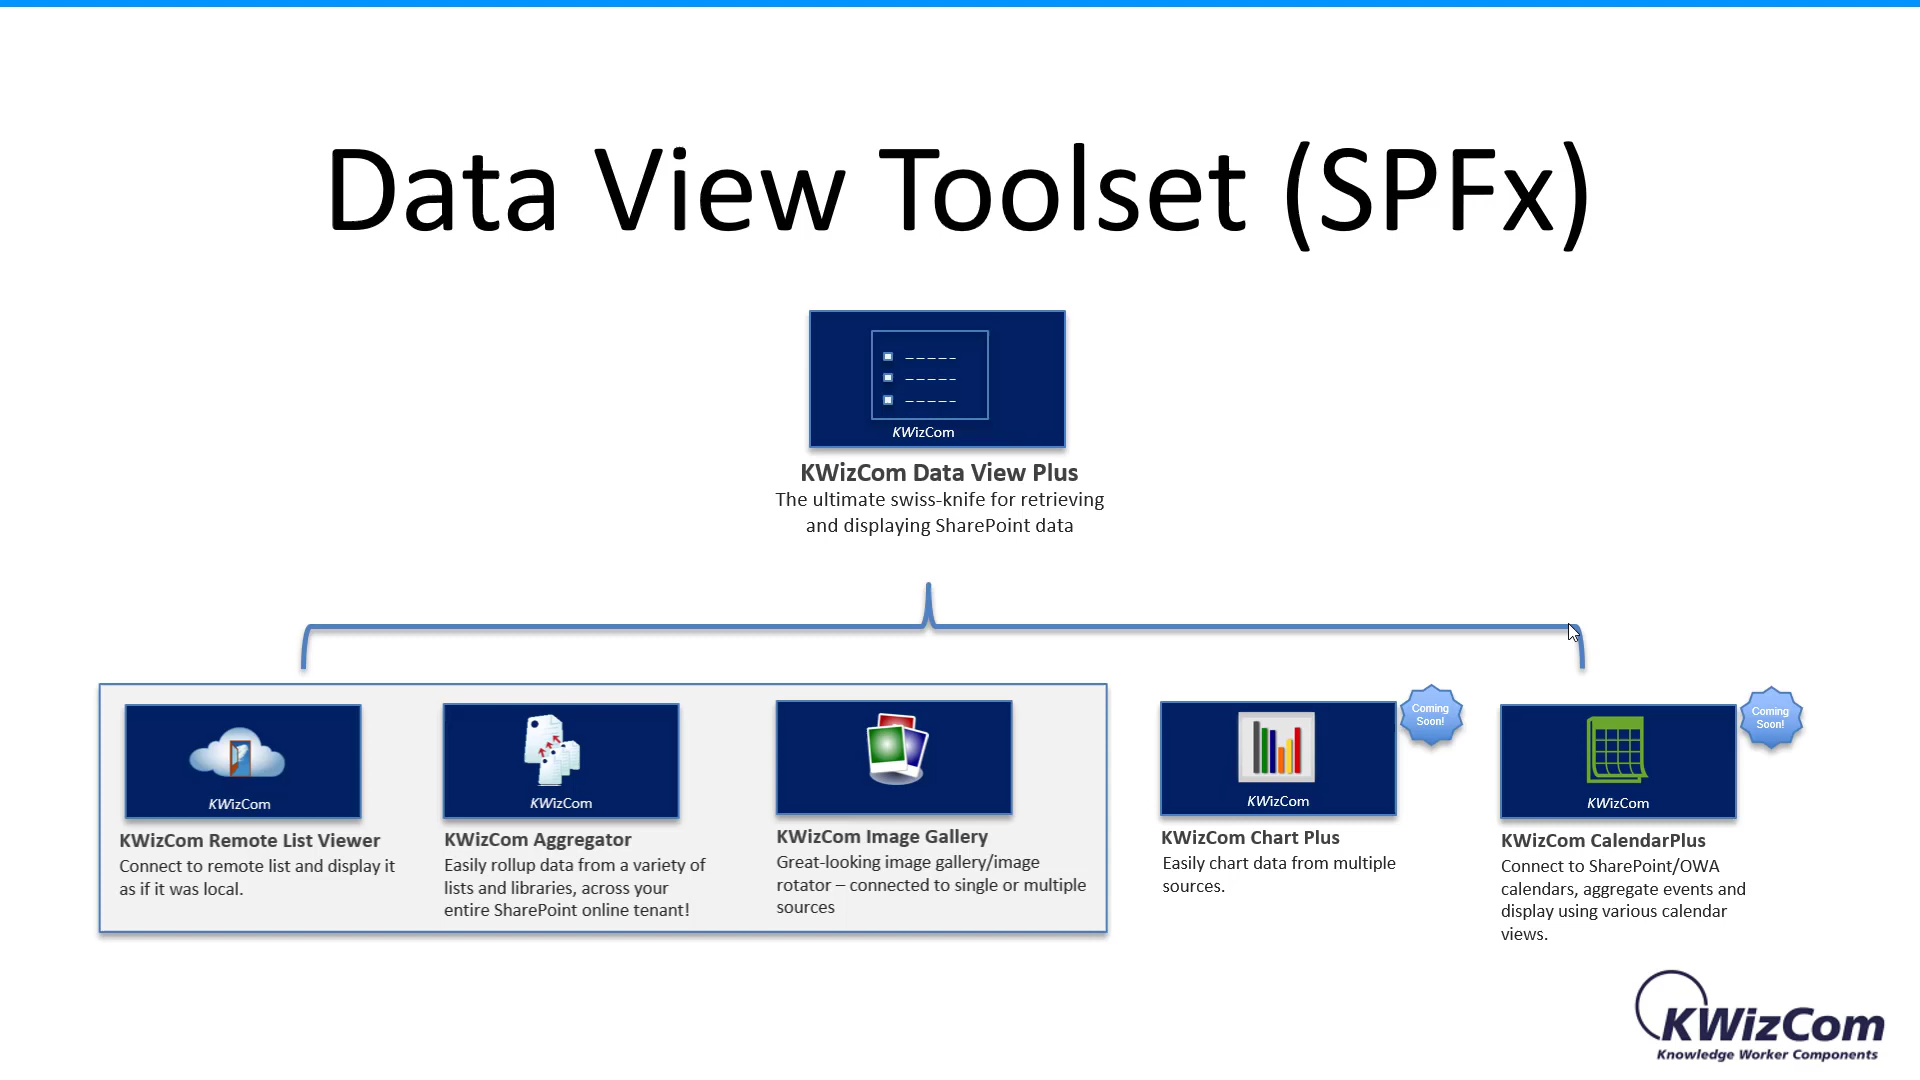 Data View Toolset (SPFx)
KWizCom
KWizCom Data View Plus
The ultimate swiss-knife for retrieving
and displaying SharePoint data
KWizCom
KWizCom Remote List Viewer
Connect to remote list and display it
as if it was local.
KWizCom
KWizCom Aggregator
Easily rollup data from a variety of
lists and libraries, across your
entire SharePoint online tenant!
KWizCom Image Gallery
Great-looking image gallery/image
rotator – connected to single or multiple
sources
Coming
Soon!
KWizCom
KWizCom Chart Plus
Easily chart data from multiple
sources.
Coming
Soon!
KWizCom
KWizCom CalendarPlus
Connect to SharePoint/OWA
calendars, aggregate events and
display using various calendar
views.
KWizCom
Knowledge Worker Components